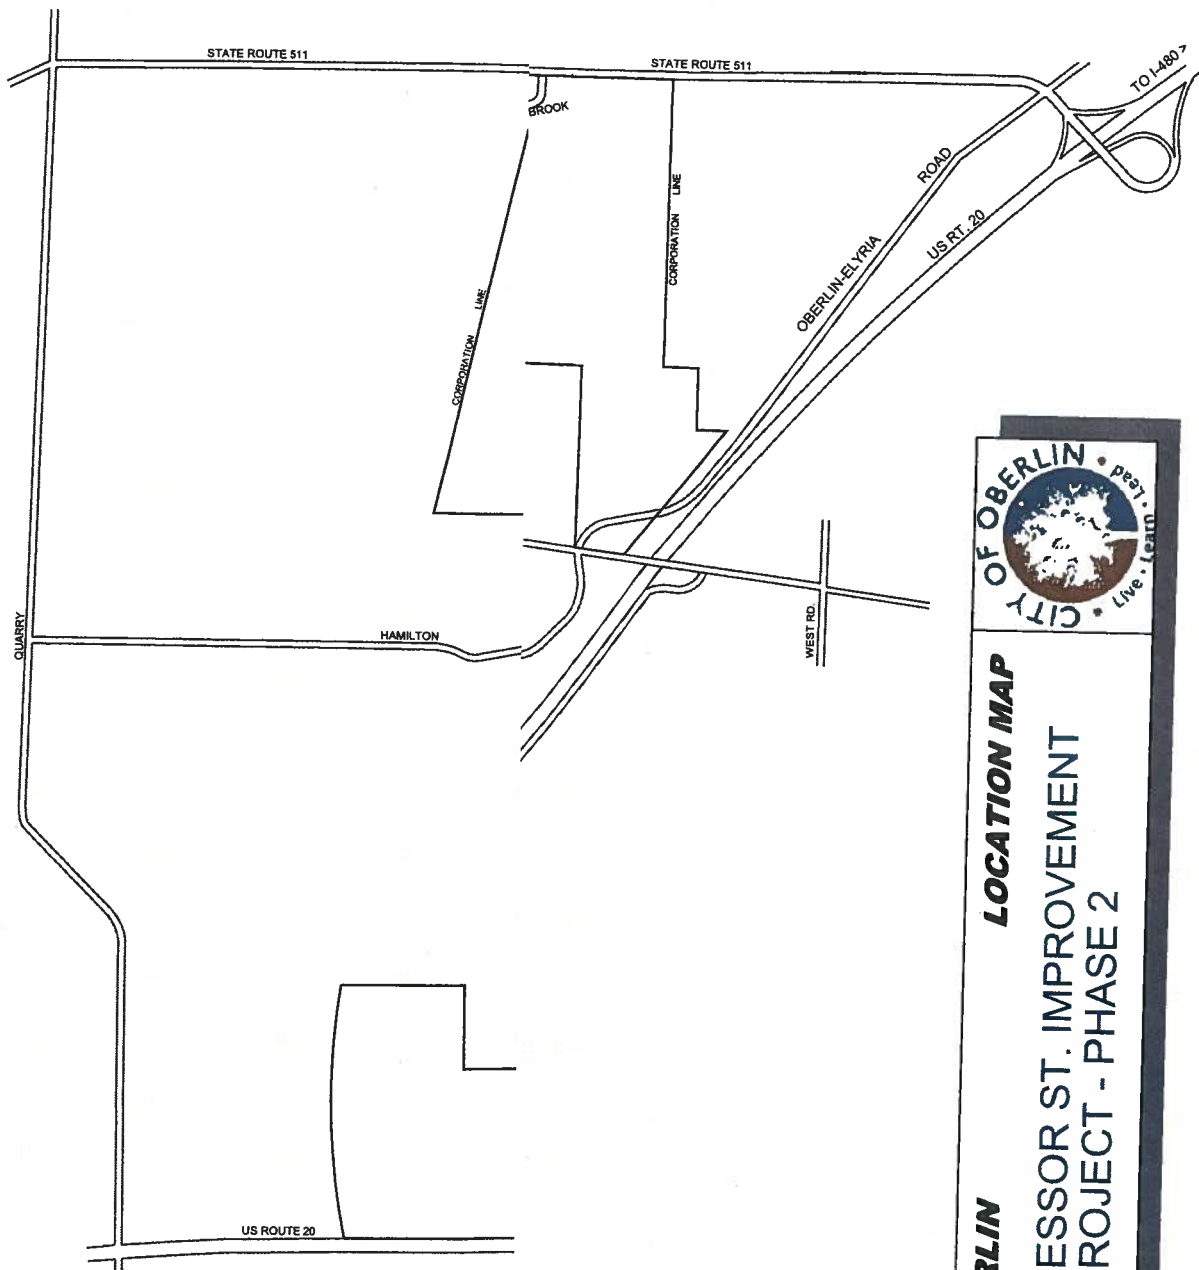 STATE ROUTE 511
STATE ROUTE 511
TO I-480 >
BROOK
ROAD
CORPORATION LINE
US RT. 20
OBERLIN-ELYRIA
CORPORATION LINE
QUARRY
HAMILTON
WEST RD.
US ROUTE 20
CITY OF OBERLIN
Live • Learn • Lead
LOCATION MAP
ESSOR ST. IMPROVEMENT
ROJECT - PHASE 2
RLIN